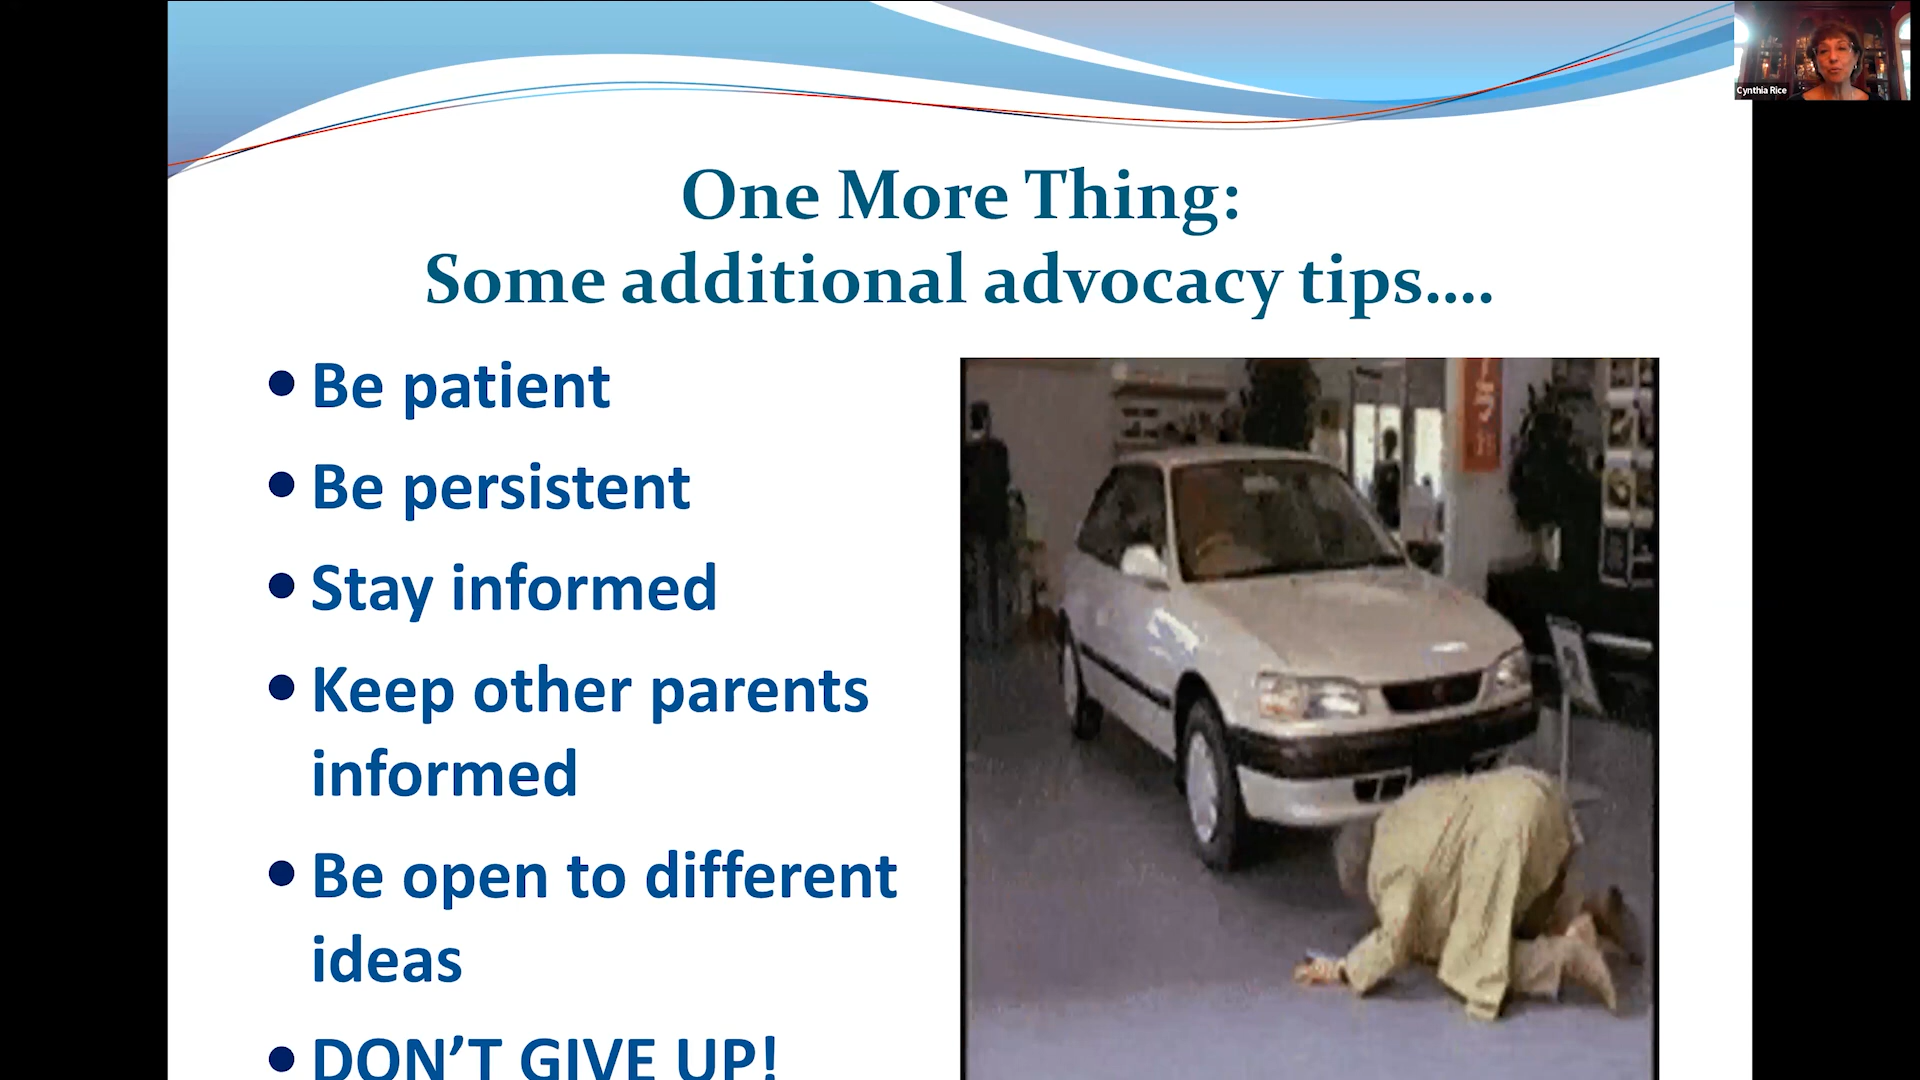 Cynthia Rice
One More Thing:
Some additional advocacy tips....
• Be patient
• Be persistent
• Stay informed
• Keep other parents
informed
• Be open to different
ideas
• DON’T GIVE UP!